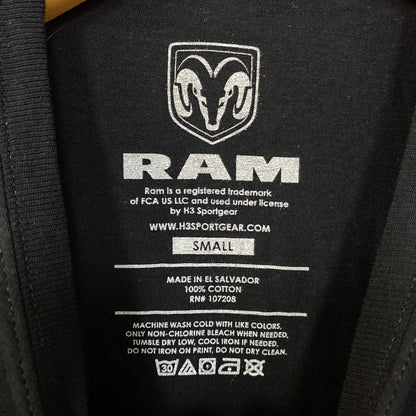 RAM
Ram is a registered trademark
of FCA US LLC and used under license
by H3 Sportgear
WWW.H3SPORTGEAR.COM
SMALL
MADE IN EL SALVADOR
100% COTTON
RN# 107208
MACHINE WASH COLD WITH LIKE COLORS,
ONLY NON-CHLORINE BLEACH WHEN NEEDED,
TUMBLE DRY LOW, COOL IRON IF NEEDED.
DO NOT IRON ON PRINT, DO NOT DRY CLEAN.
30